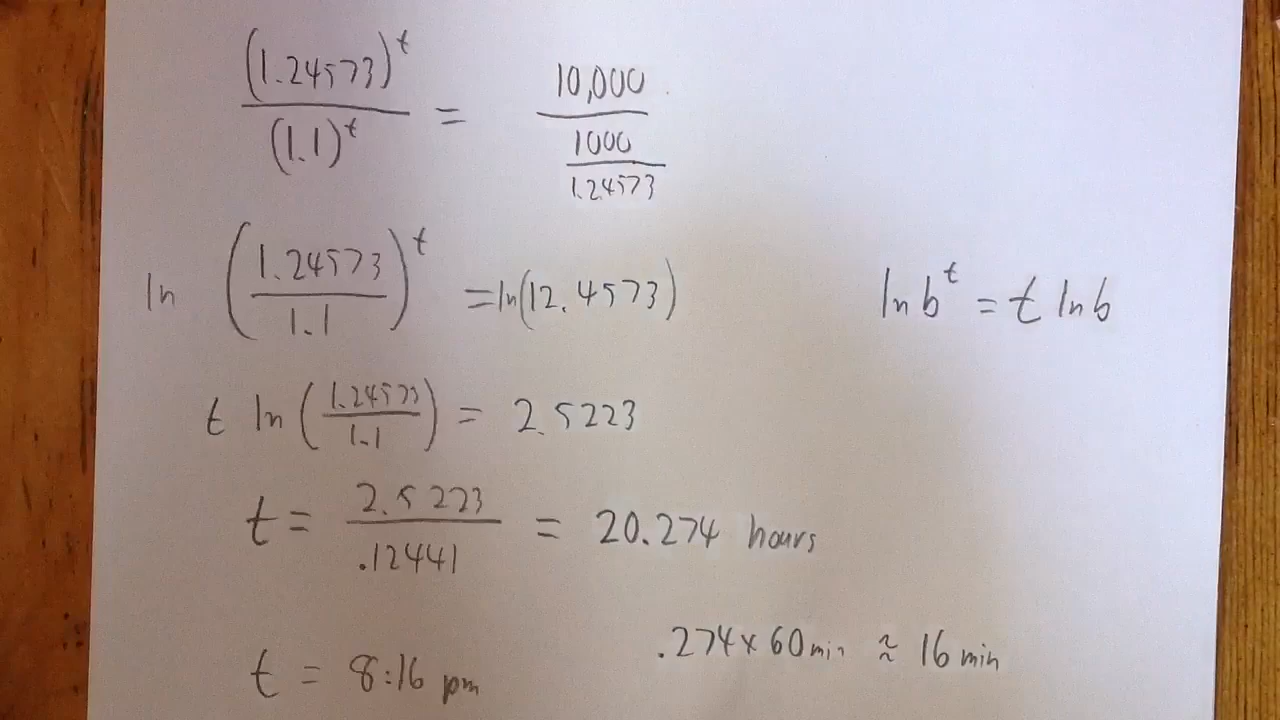 (1.24573)^t / (1.1)^t = 10,000 / (1000 / 1.24573)
ln (1.24573 / 1.1)^t = ln(12.4573)
ln b^t = t ln b
t ln (1.24573 / 1.1) = 2.5223
t = 2.5223 / .12441 = 20.274 hours
.274 × 60 min ≈ 16 min
t = 8:16 pm